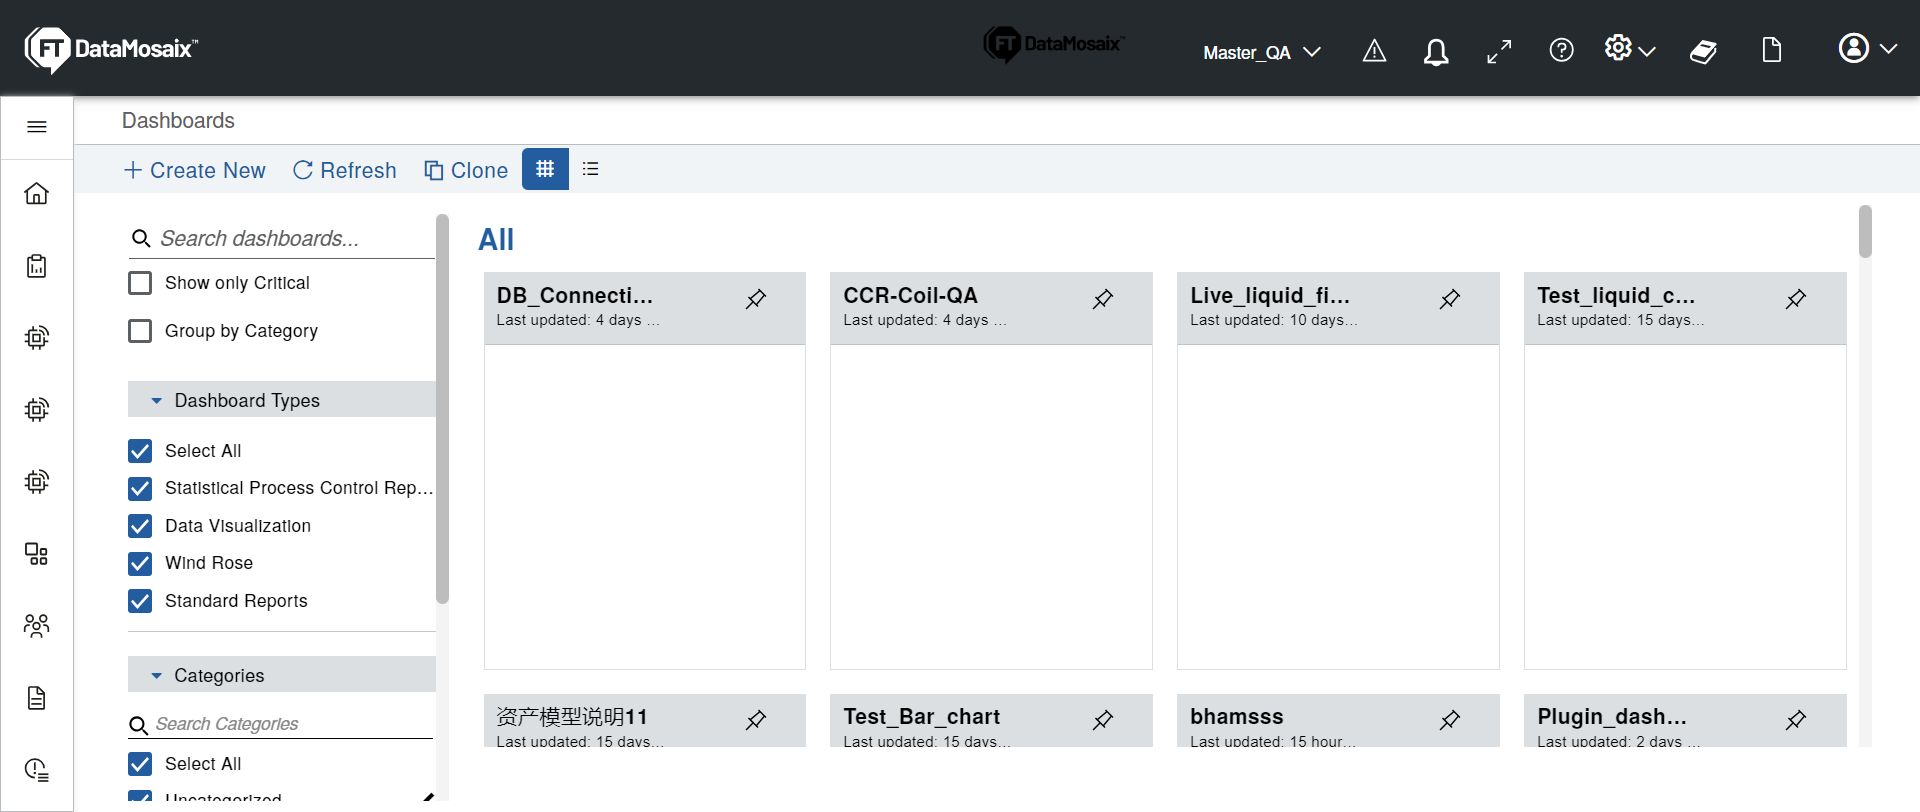 FT DataMosaix™
FT DataMosaix™
Master_QA
Dashboards
Create New
Refresh
Clone
Search dashboards...
Show only Critical
Group by Category
Dashboard Types
Select All
Statistical Process Control Rep...
Data Visualization
Wind Rose
Standard Reports
Categories
Search Categories
Select All
Uncategorized
All
DB_Connecti...
Last updated: 4 days ...
CCR-Coil-QA
Last updated: 4 days ...
Live_liquid_fi...
Last updated: 10 days...
Test_liquid_c...
Last updated: 15 days...
资产模型说明11
Last updated: 15 days...
Test_Bar_chart
Last updated: 15 days...
bhamsss
Last updated: 15 hour...
Plugin_dash...
Last updated: 2 days ...